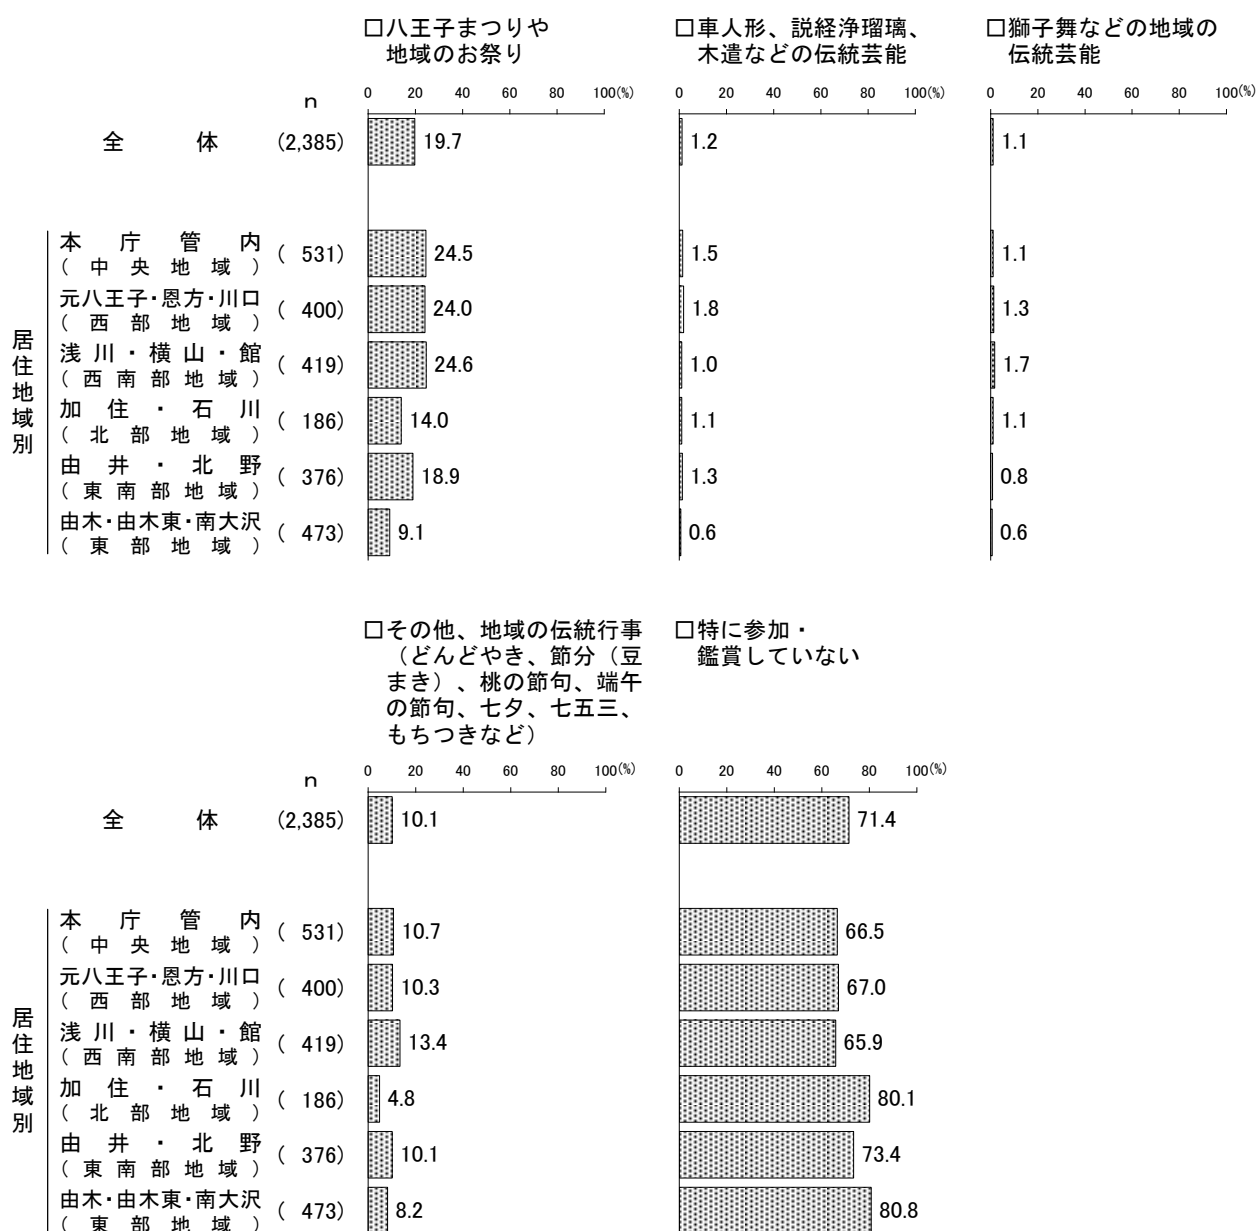 □八王子まつりや
地域のお祭り
□車人形、説経浄瑠璃、
木遣などの伝統芸能
□獅子舞などの地域の
伝統芸能
n
0 20 40 60 80 100(%)
0 20 40 60 80 100(%)
0 20 40 60 80 100(%)
全体 (2,385) 19.7 1.2 1.1
居住地域別
本庁管内
(中央地域) (531) 24.5 1.5 1.1
元八王子・恩方・川口
(西部地域) (400) 24.0 1.8 1.3
浅川・横山・館
(西南部地域) (419) 24.6 1.0 1.7
加住・石川
(北部地域) (186) 14.0 1.1 1.1
由井・北野
(東南部地域) (376) 18.9 1.3 0.8
由木・由木東・南大沢
(東部地域) (473) 9.1 0.6 0.6
□その他、地域の伝統行事
(どんどやき、節分(豆
まき)、桃の節句、端午
の節句、七夕、七五三、
もちつきなど)
□特に参加・
鑑賞していない
n
0 20 40 60 80 100(%)
0 20 40 60 80 100(%)
全体 (2,385) 10.1 71.4
居住地域別
本庁管内
(中央地域) (531) 10.7 66.5
元八王子・恩方・川口
(西部地域) (400) 10.3 67.0
浅川・横山・館
(西南部地域) (419) 13.4 65.9
加住・石川
(北部地域) (186) 4.8 80.1
由井・北野
(東南部地域) (376) 10.1 73.4
由木・由木東・南大沢
(東部地域) (473) 8.2 80.8